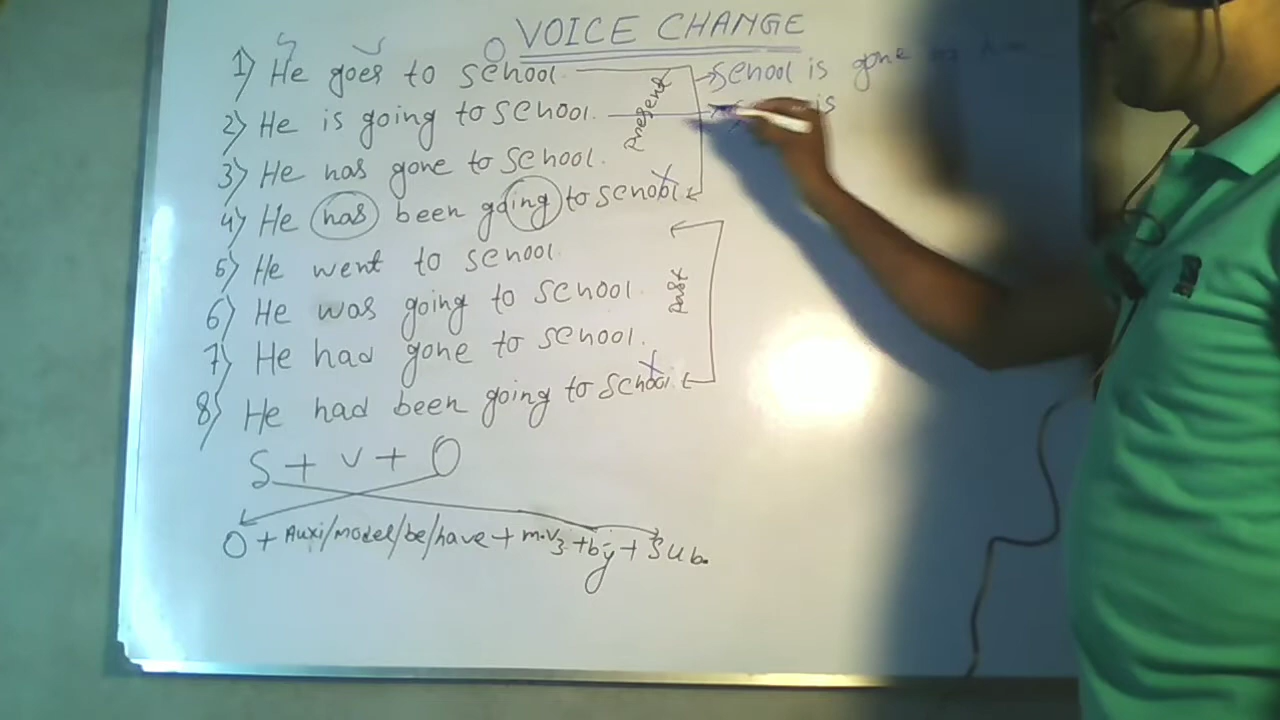 VOICE CHANGE
S V O
1) He goes to school. School is gone
2) He is going to school. is
3) He has gone to school.
4) He has been going to school. X
Present
5) He went to school.
6) He was going to school.
7) He had gone to school.
8) He had been going to school. X
Past
S + V + O
O + Auxi/model/be/have + m.v3 + by + Sub.